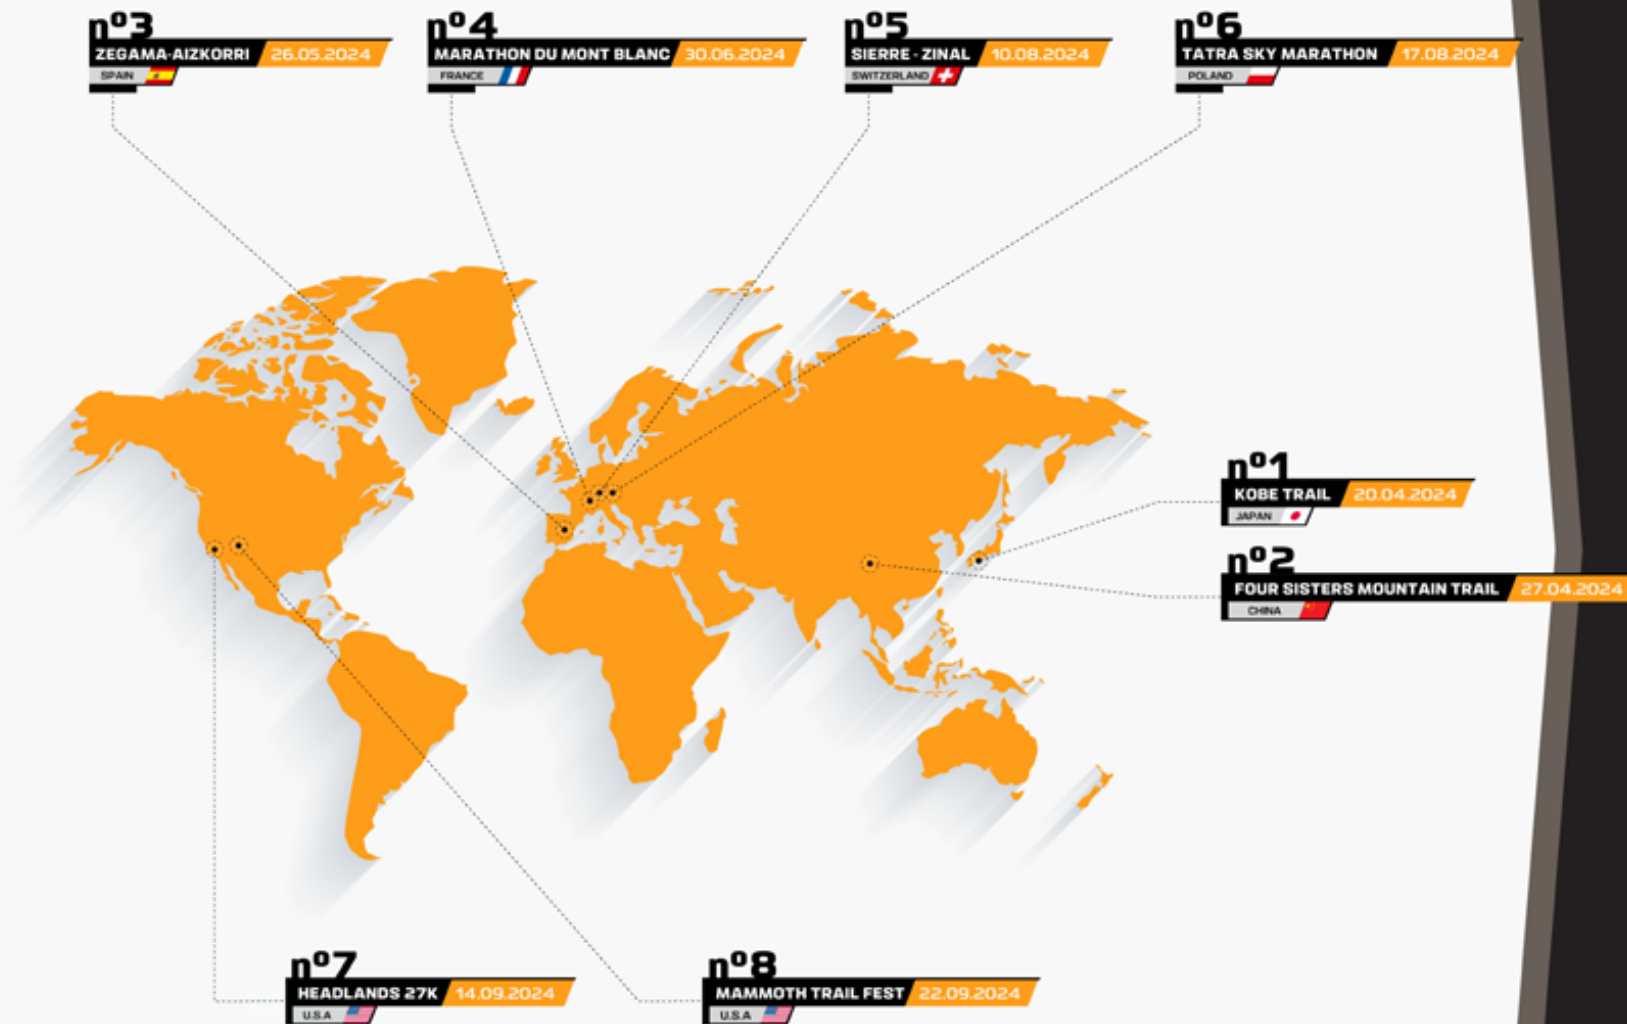 nº3
ZEGAMA-AIZKORRI 26.05.2024
SPAIN
nº4
MARATHON DU MONT BLANC 30.06.2024
FRANCE
nº5
SIERRE - ZINAL 10.08.2024
SWITZERLAND
nº6
TATRA SKY MARATHON 17.08.2024
POLAND
nº1
KOBE TRAIL 20.04.2024
JAPAN
nº2
FOUR SISTERS MOUNTAIN TRAIL 27.04.2024
CHINA
nº7
HEADLANDS 27K 14.09.2024
U.S.A
nº8
MAMMOTH TRAIL FEST 22.09.2024
U.S.A